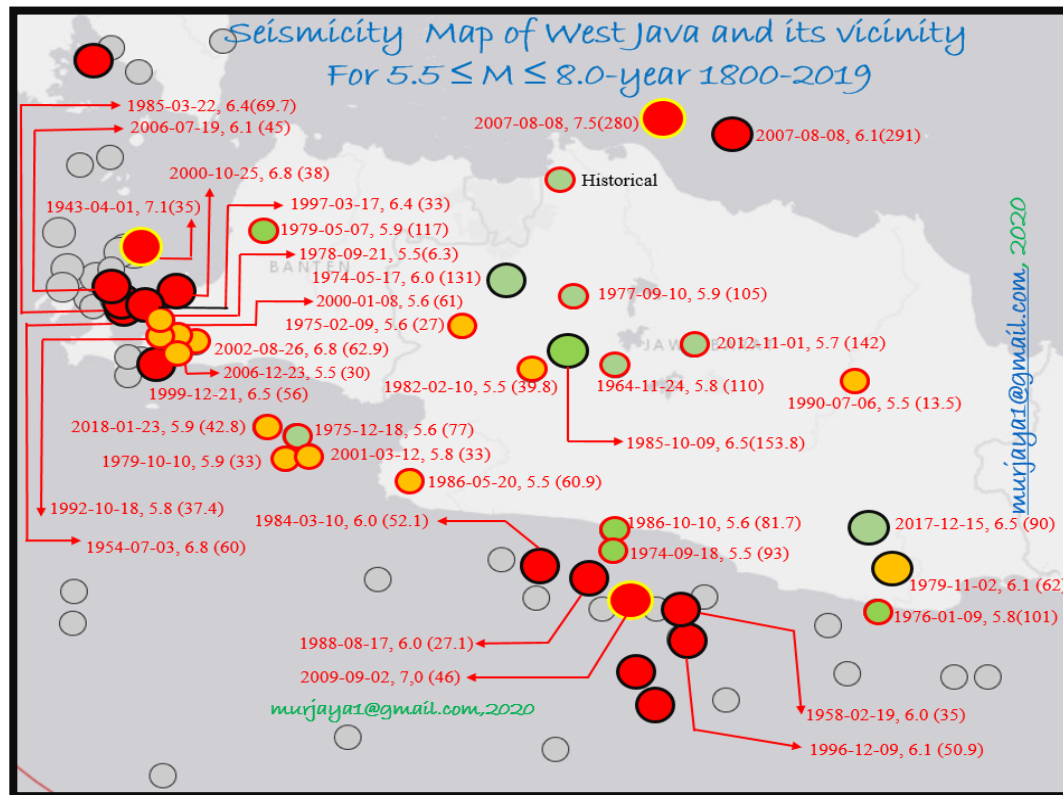 Seismicity Map of West Java and its vicinity
For 5.5 ≤ M ≤ 8.0-year 1800-2019
1985-03-22, 6.4(69.7)
2006-07-19, 6.1 (45)
2007-08-08, 7.5(280)
2007-08-08, 6.1(291)
2000-10-25, 6.8 (38)
Historical
1943-04-01, 7.1(35)
1997-03-17, 6.4 (33)
1979-05-07, 5.9 (117)
1978-09-21, 5.5(6.3)
BANTEN
1974-05-17, 6.0 (131)
2000-01-08, 5.6 (61)
1977-09-10, 5.9 (105)
1975-02-09, 5.6 (27)
2002-08-26, 6.8 (62.9)
2012-11-01, 5.7 (142)
2006-12-23, 5.5 (30)
1982-02-10, 5.5 (39.8)
1964-11-24, 5.8 (110)
1999-12-21, 6.5 (56)
1990-07-06, 5.5 (13.5)
2018-01-23, 5.9 (42.8)
1975-12-18, 5.6 (77)
1985-10-09, 6.5(153.8)
2001-03-12, 5.8 (33)
1979-10-10, 5.9 (33)
1986-05-20, 5.5 (60.9)
1992-10-18, 5.8 (37.4)
1984-03-10, 6.0 (52.1)
1986-10-10, 5.6 (81.7)
2017-12-15, 6.5 (90)
1954-07-03, 6.8 (60)
1974-09-18, 5.5 (93)
1979-11-02, 6.1 (62)
1976-01-09, 5.8(101)
1988-08-17, 6.0 (27.1)
2009-09-02, 7,0 (46)
murjaya1@gmail.com,2020
1958-02-19, 6.0 (35)
1996-12-09, 6.1 (50.9)
murjaya1@gmail.com, 2020